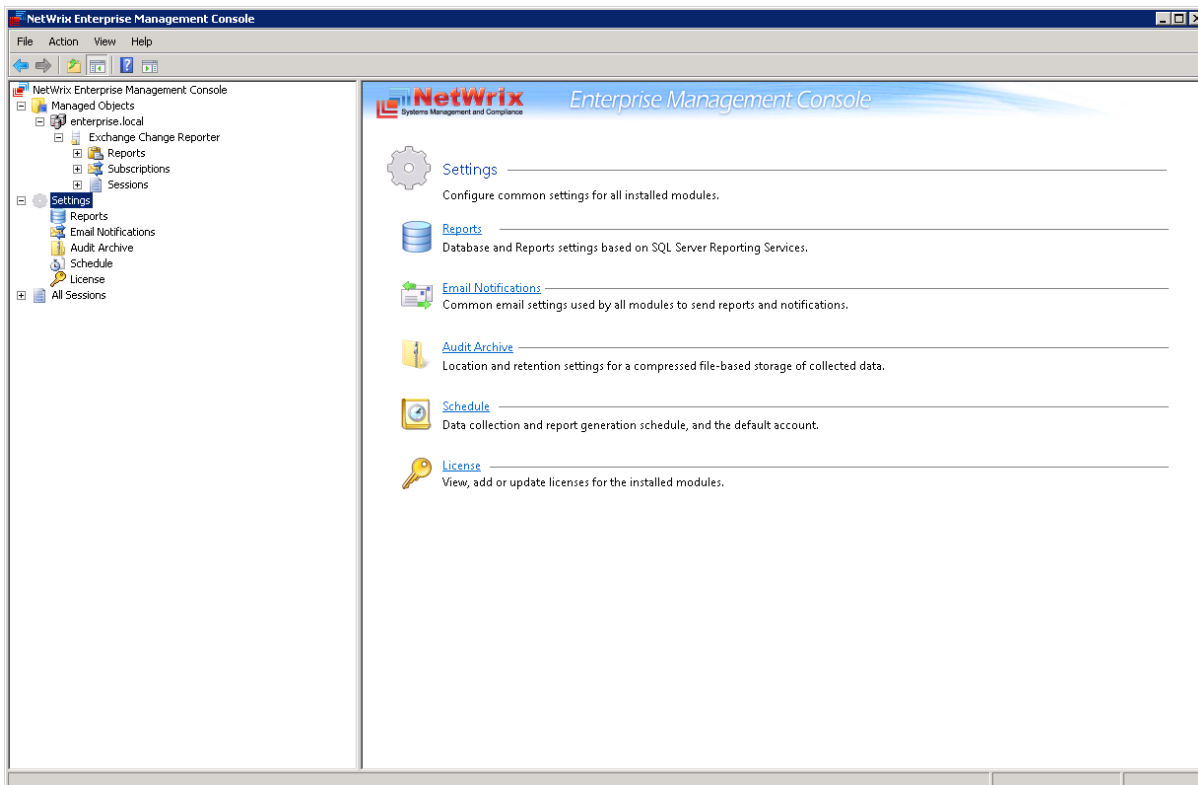 NetWrix Enterprise Management Console
File Action View Help
NetWrix Enterprise Management Console
Managed Objects
enterprise.local
Exchange Change Reporter
Reports
Subscriptions
Sessions
Settings
Reports
Email Notifications
Audit Archive
Schedule
License
All Sessions
NetWrix
Systems Management and Compliance
Enterprise Management Console
Settings
Configure common settings for all installed modules.
Reports
Database and Reports settings based on SQL Server Reporting Services.
Email Notifications
Common email settings used by all modules to send reports and notifications.
Audit Archive
Location and retention settings for a compressed file-based storage of collected data.
Schedule
Data collection and report generation schedule, and the default account.
License
View, add or update licenses for the installed modules.